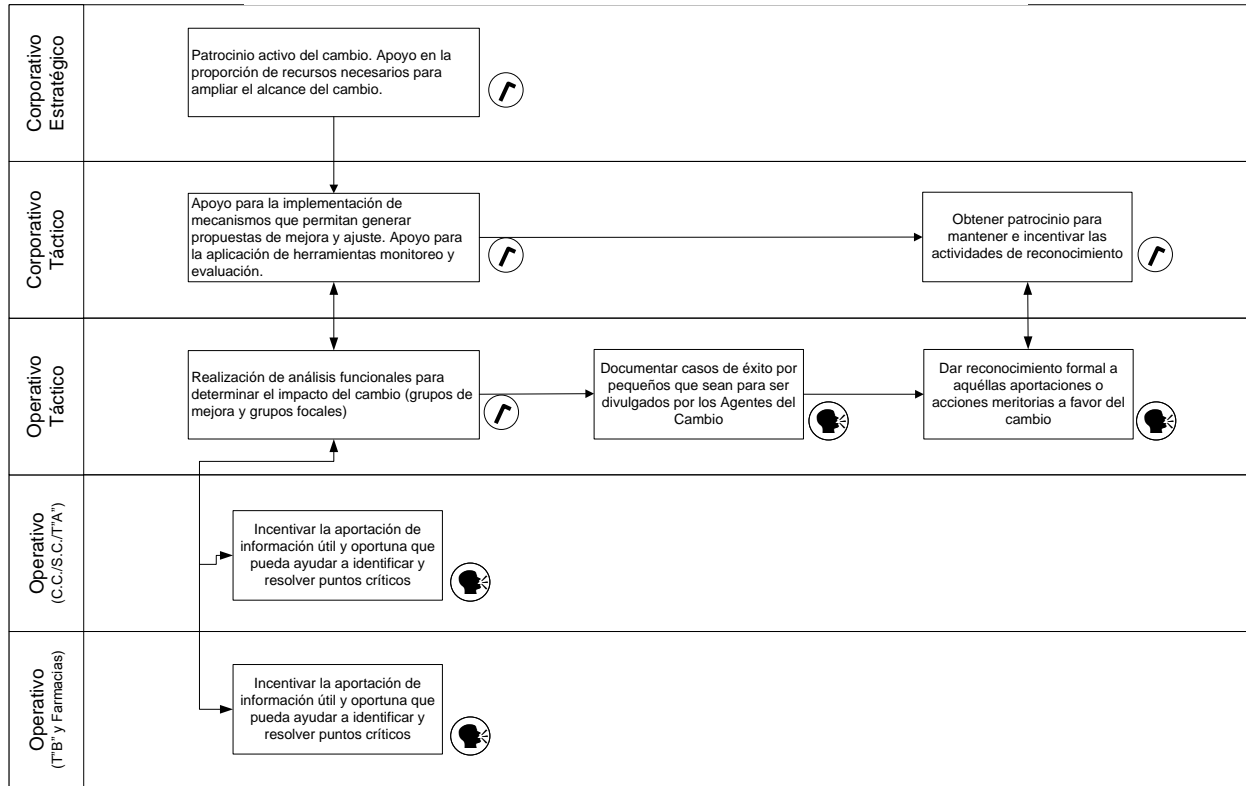 Corporativo
Estratégico
Patrocinio activo del cambio. Apoyo en la
proporción de recursos necesarios para
ampliar el alcance del cambio.
Corporativo
Táctico
Apoyo para la implementación de
mecanismos que permitan generar
propuestas de mejora y ajuste. Apoyo para
la aplicación de herramientas monitoreo y
evaluación.
Obtener patrocinio para
mantener e incentivar las
actividades de reconocimiento
Operativo
Táctico
Realización de análisis funcionales para
determinar el impacto del cambio (grupos de
mejora y grupos focales)
Documentar casos de éxito por
pequeños que sean para ser
divulgados por los Agentes del
Cambio
Dar reconocimiento formal a
aquéllas aportaciones o
acciones meritorias a favor del
cambio
Operativo
(C.C./S.C./T"A")
Incentivar la aportación de
información útil y oportuna que
pueda ayudar a identificar y
resolver puntos críticos
Operativo
(T"B" y Farmacias)
Incentivar la aportación de
información útil y oportuna que
pueda ayudar a identificar y
resolver puntos críticos